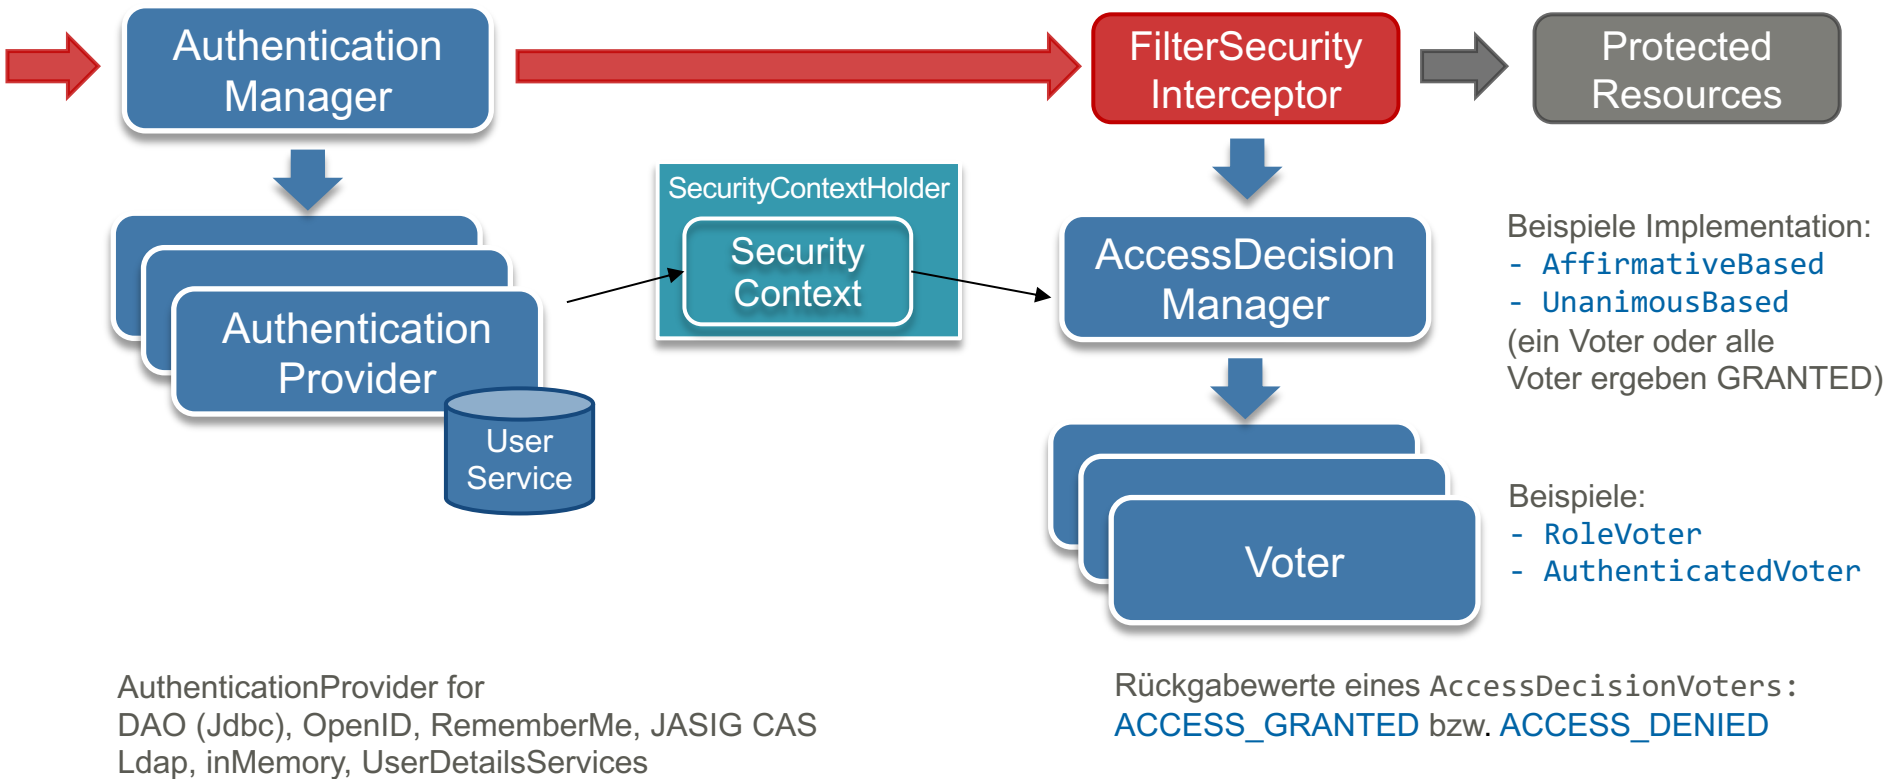 Authentication
Manager
FilterSecurity
Interceptor
Protected
Resources
SecurityContextHolder
Security
Context
Authentication
Provider
User
Service
AccessDecision
Manager
Beispiele Implementation:
- AffirmativeBased
- UnanimousBased
(ein Voter oder alle
Voter ergeben GRANTED)
Voter
Beispiele:
- RoleVoter
- AuthenticatedVoter
AuthenticationProvider for
DAO (Jdbc), OpenID, RememberMe, JASIG CAS
Ldap, inMemory, UserDetailsServices
Rückgabewerte eines AccessDecisionVoters:
ACCESS_GRANTED bzw. ACCESS_DENIED